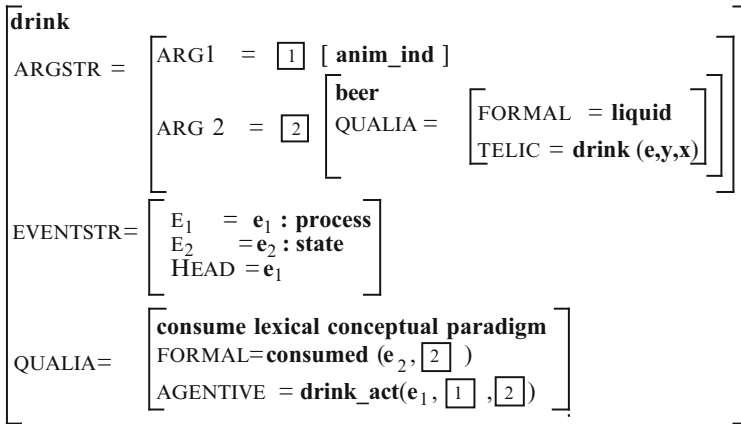 drink
ARGSTR = ARG1 = 1 [ anim_ind ]
ARG 2 = 2 beer
QUALIA = FORMAL = liquid
TELIC = drink (e,y,x)
EVENTSTR= E1 = e1 : process
E2 = e2 : state
HEAD = e1
QUALIA= consume lexical conceptual paradigm
FORMAL=consumed (e2, 2 )
AGENTIVE = drink_act(e1, 1 , 2 )